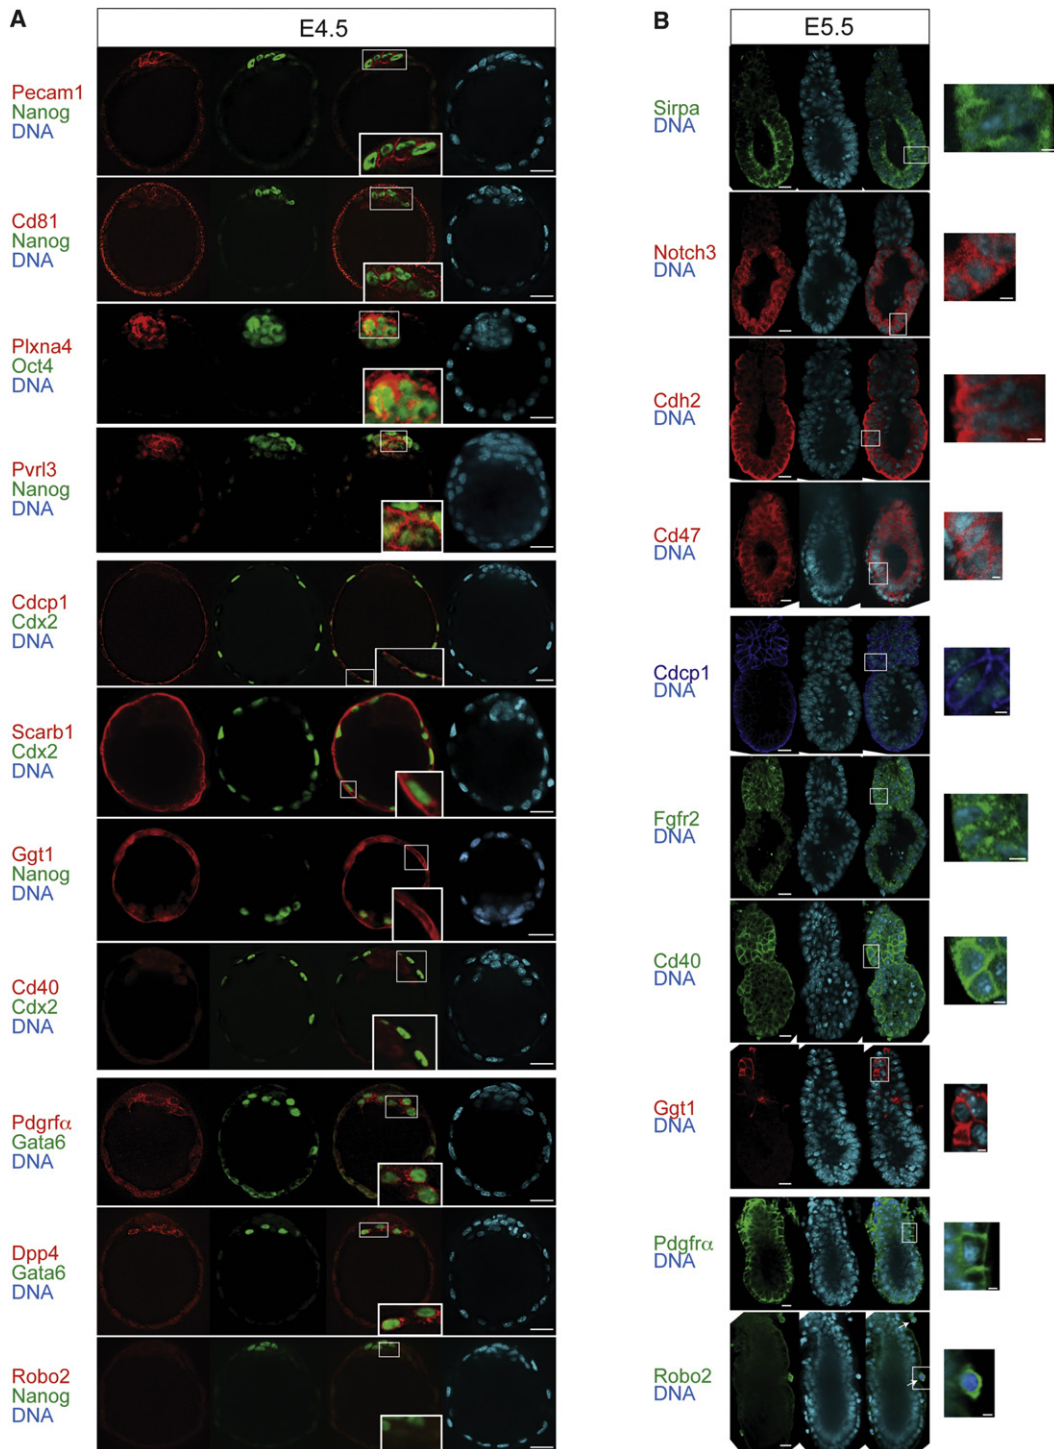 A
E4.5
Pecam1
Nanog
DNA
Cd81
Nanog
DNA
Plxna4
Oct4
DNA
Pvrl3
Nanog
DNA
Cdcp1
Cdx2
DNA
Scarb1
Cdx2
DNA
Ggt1
Nanog
DNA
Cd40
Cdx2
DNA
Pdgfrα
Gata6
DNA
Dpp4
Gata6
DNA
Robo2
Nanog
DNA
B
E5.5
Sirpa
DNA
Notch3
DNA
Cdh2
DNA
Cd47
DNA
Cdcp1
DNA
Fgfr2
DNA
Cd40
DNA
Ggt1
DNA
Pdgfrα
DNA
Robo2
DNA